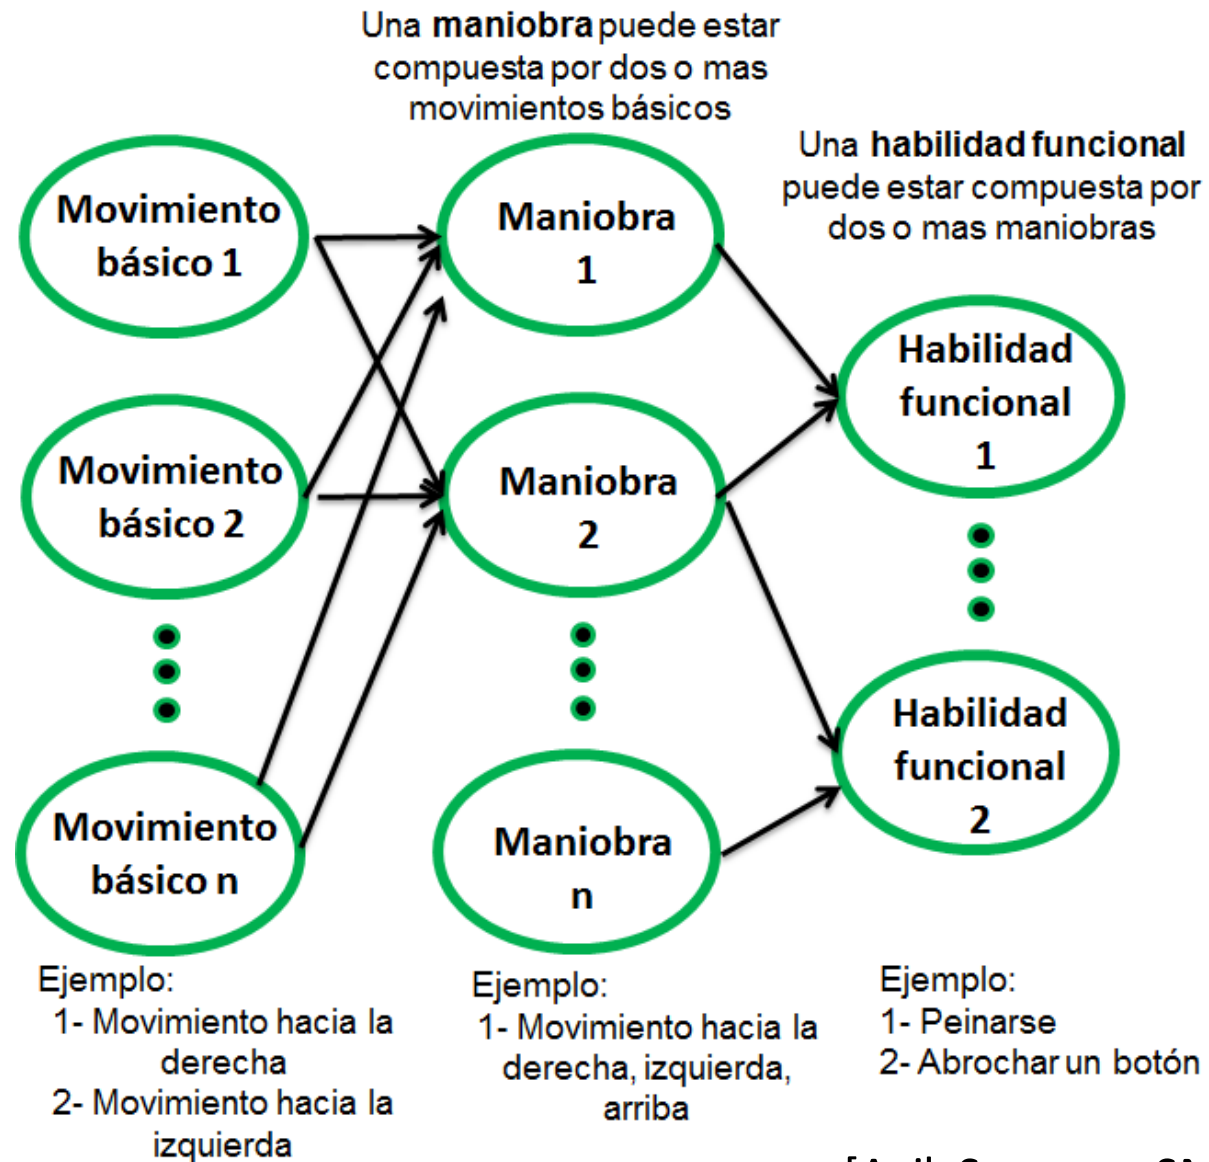 Una maniobra puede estar
compuesta por dos o mas
movimientos básicos
Una habilidad funcional
puede estar compuesta por
dos o mas maniobras
Movimiento
básico 1
Maniobra
1
Habilidad
funcional
1
Movimiento
básico 2
Maniobra
2
Habilidad
funcional
2
Movimiento
básico n
Maniobra
n
Ejemplo:
1- Movimiento hacia la
derecha
2- Movimiento hacia la
izquierda
Ejemplo:
1- Movimiento hacia la
derecha, izquierda,
arriba
Ejemplo:
1- Peinarse
2- Abrochar un botón